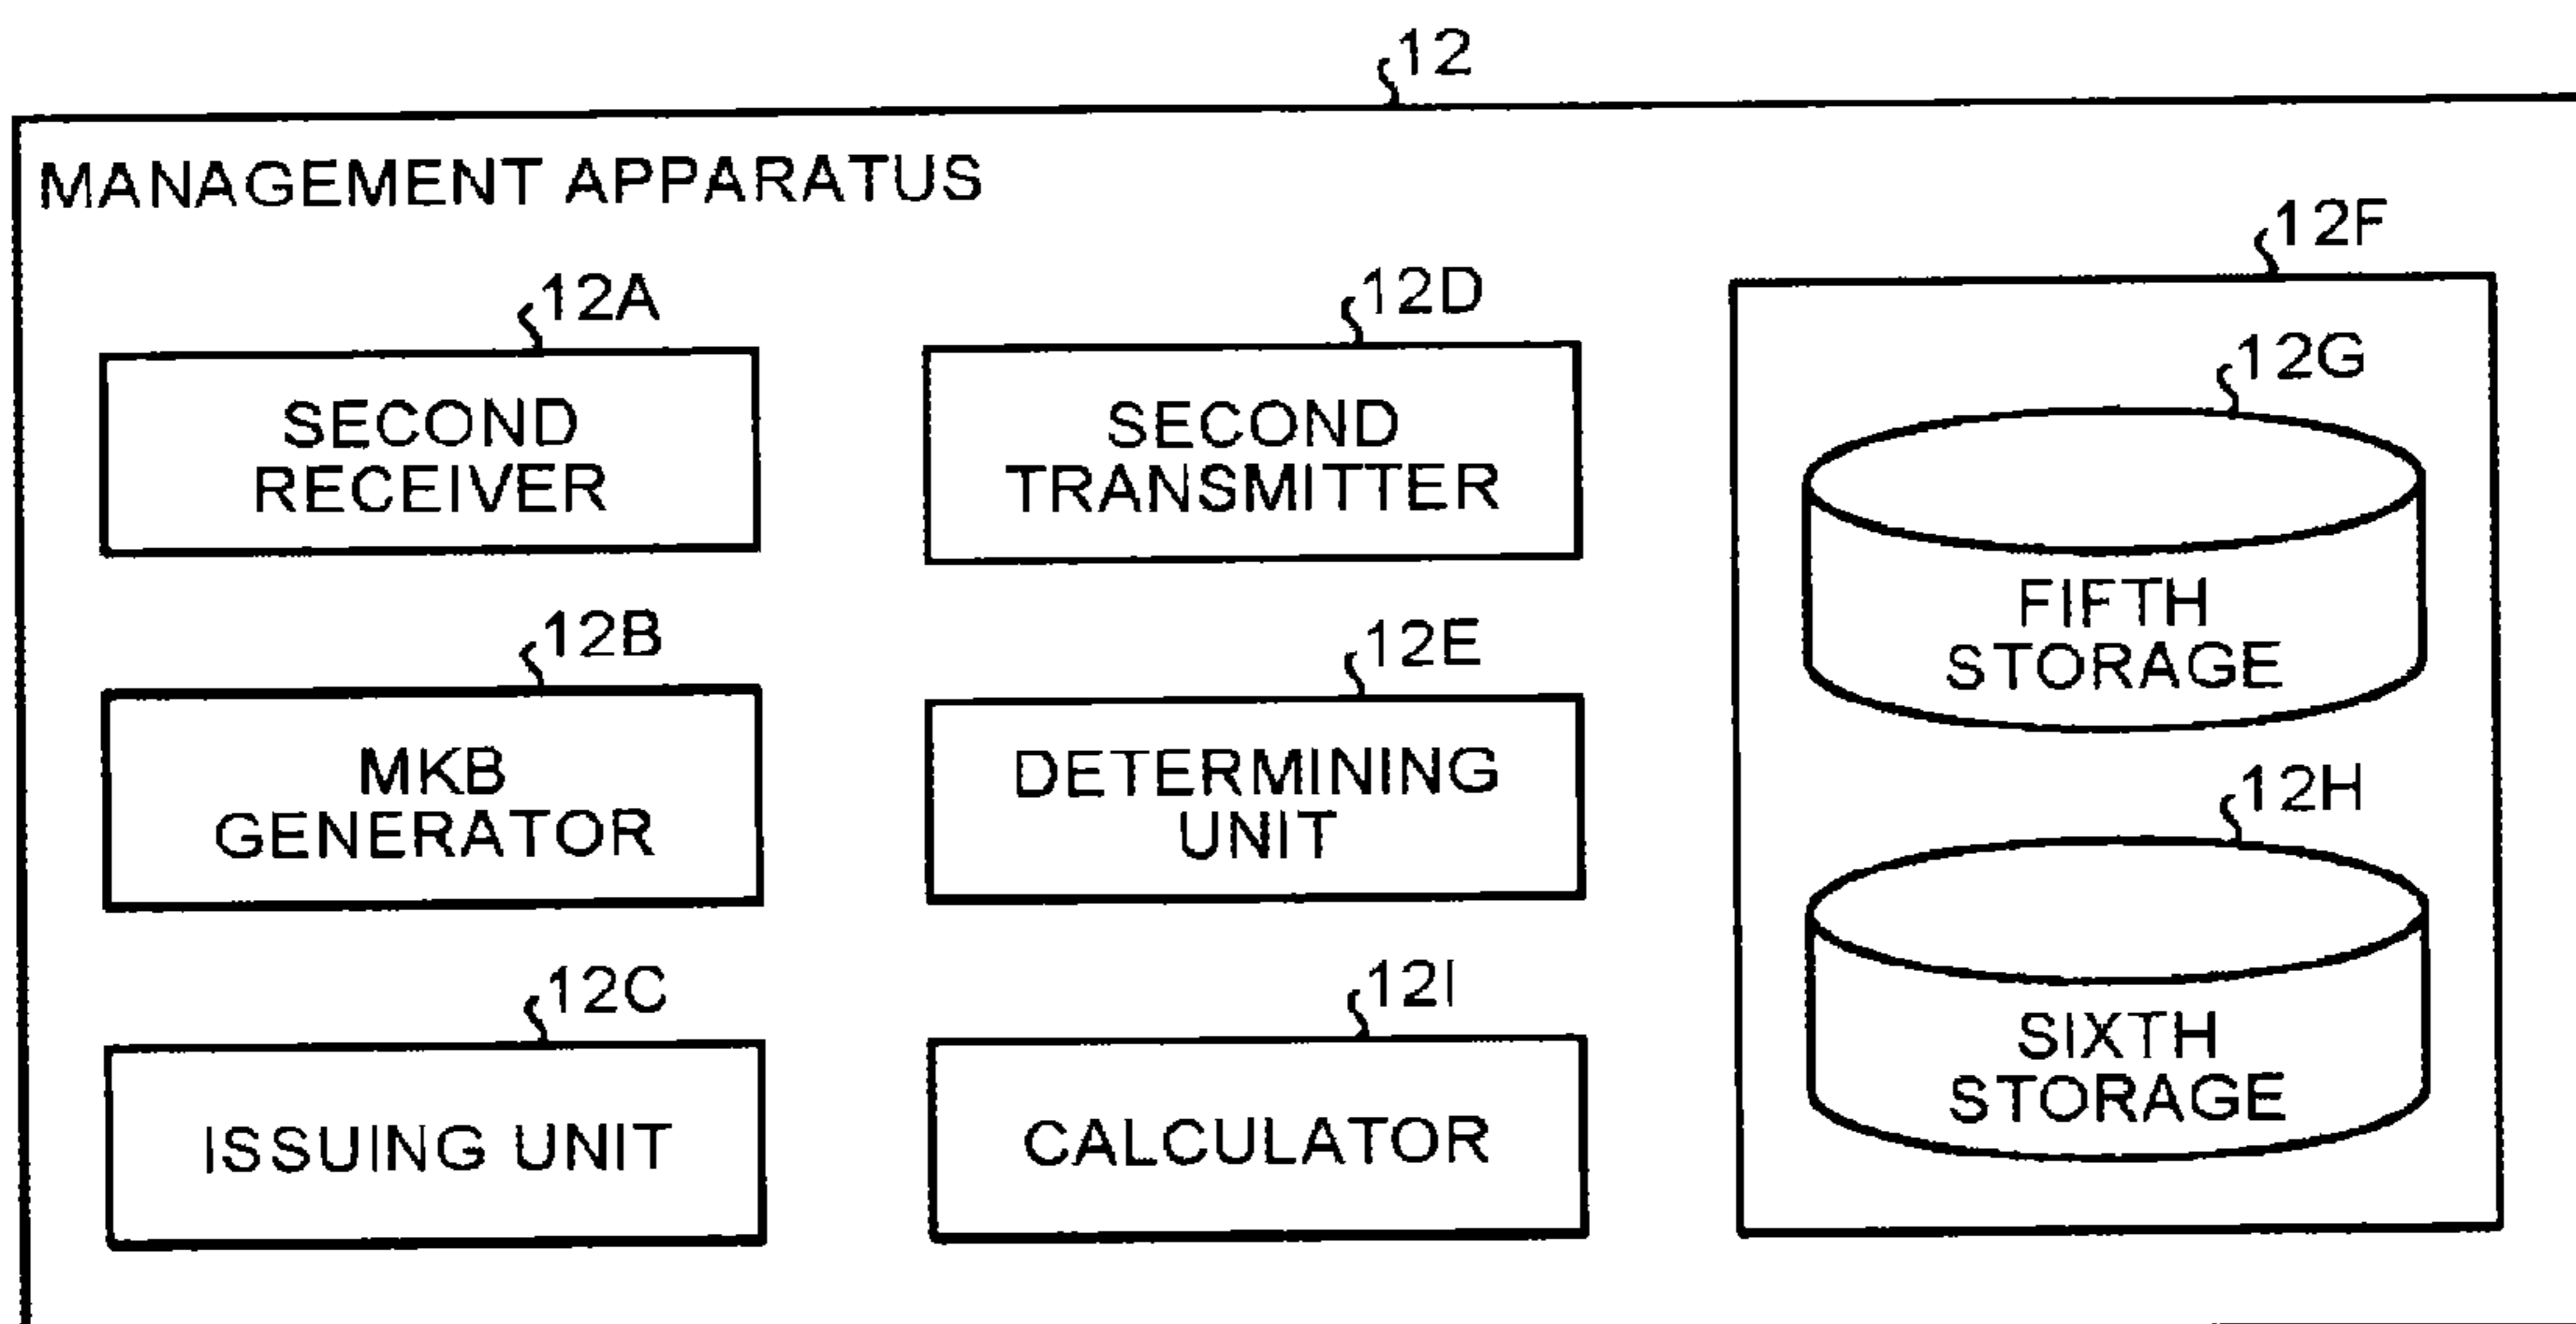 12
MANAGEMENT APPARATUS
12A
SECOND
RECEIVER
12B
MKB
GENERATOR
12C
ISSUING UNIT
12D
SECOND
TRANSMITTER
12E
DETERMINING
UNIT
12I
CALCULATOR
12F
12G
FIFTH
STORAGE
12H
SIXTH
STORAGE